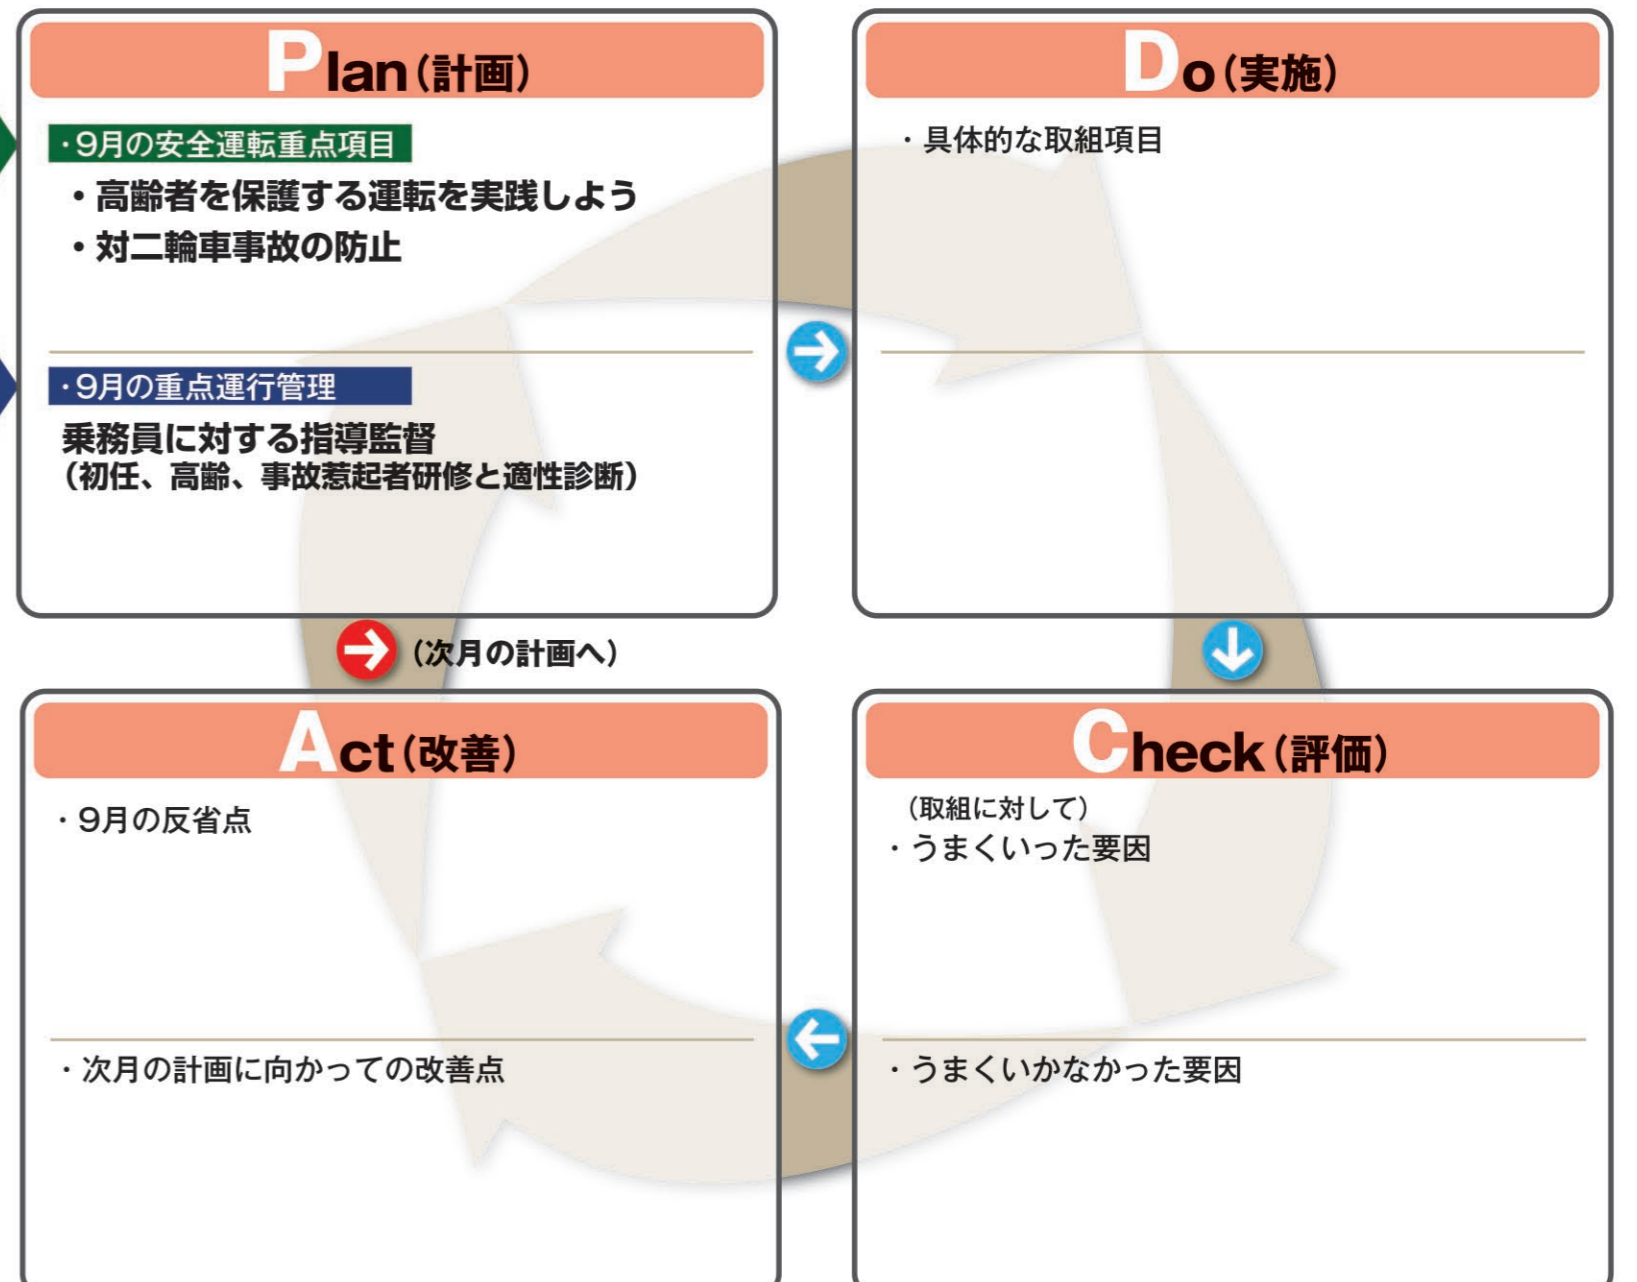 Plan（計画）
・9月の安全運転重点項目
・高齢者を保護する運転を実践しよう
・対二輪車事故の防止
・9月の重点運行管理
乗務員に対する指導監督
（初任、高齢、事故惹起者研修と適性診断）
Do（実施）
・具体的な取組項目
（次月の計画へ）
Act（改善）
・9月の反省点
・次月の計画に向かっての改善点
Check（評価）
（取組に対して）
・うまくいった要因
・うまくいかなかった要因